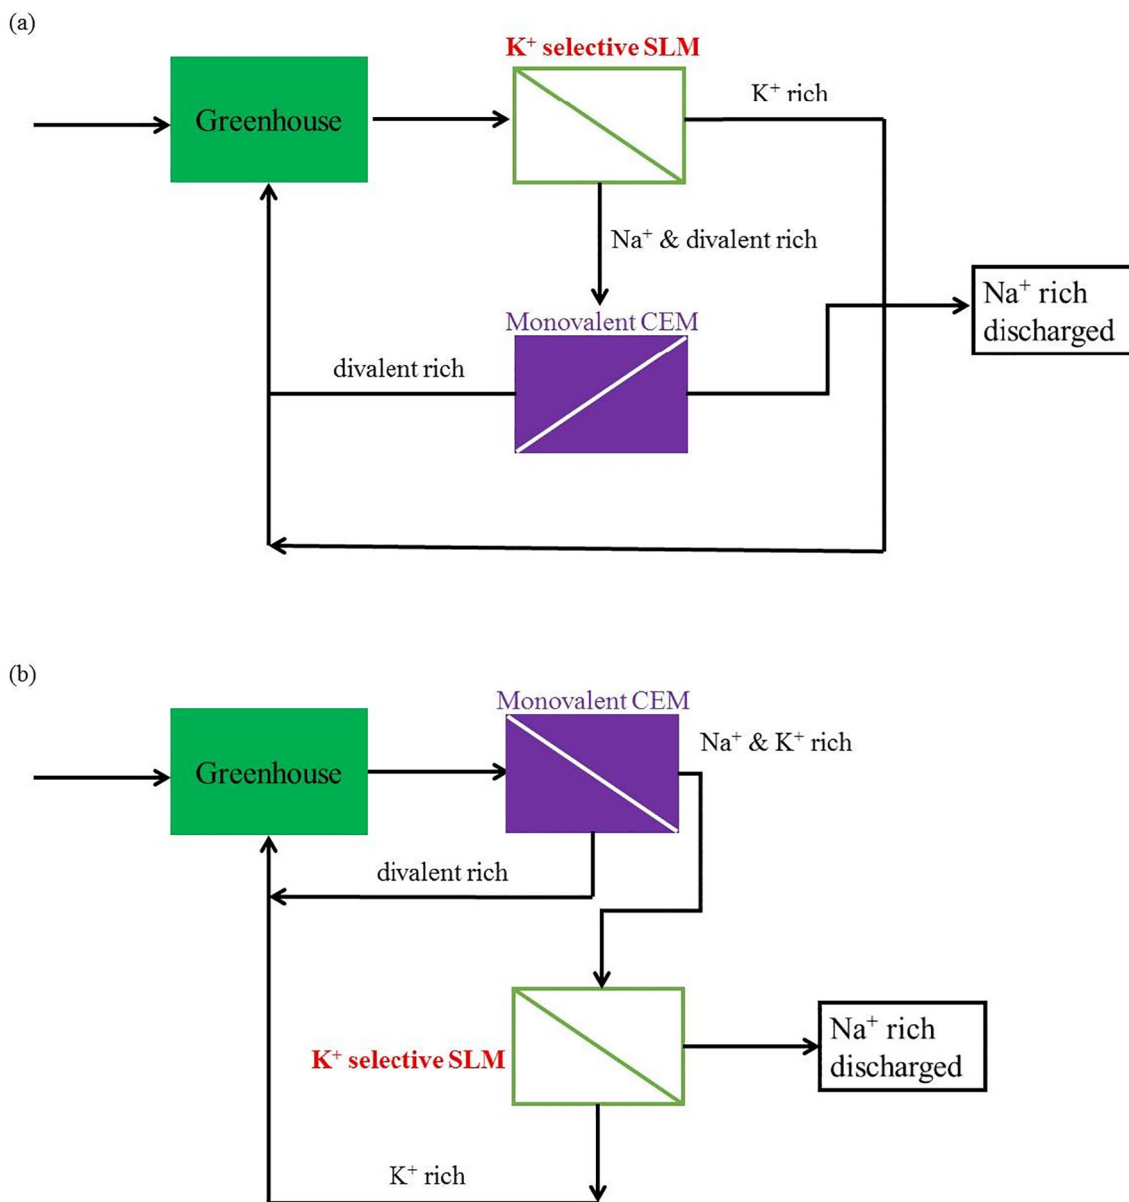 (a)
K⁺ selective SLM
K⁺ rich
Greenhouse
Na⁺ & divalent rich
Na⁺ rich
discharged
Monovalent CEM
divalent rich
(b)
Monovalent CEM
Na⁺ & K⁺ rich
Greenhouse
divalent rich
Na⁺ rich
discharged
K⁺ selective SLM
K⁺ rich